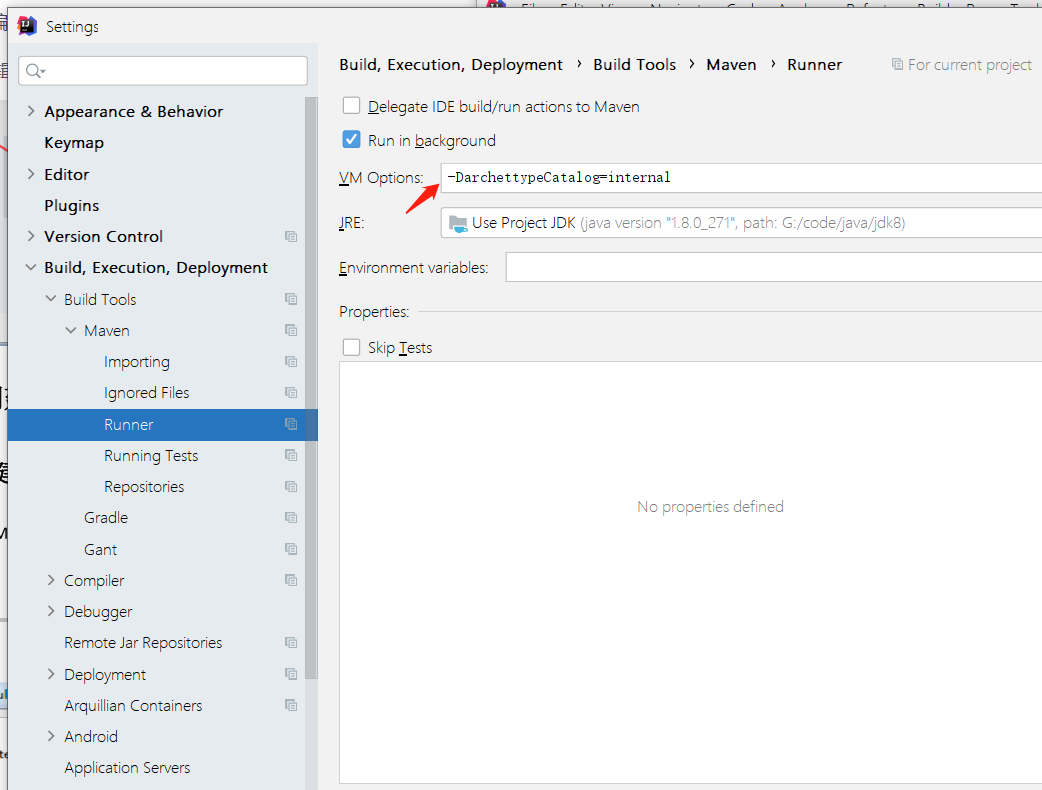 Settings
Build, Execution, Deployment › Build Tools › Maven › Runner
For current project
Appearance & Behavior
Keymap
Editor
Plugins
Version Control
Build, Execution, Deployment
Build Tools
Maven
Importing
Ignored Files
Runner
Running Tests
Repositories
Gradle
Gant
Compiler
Debugger
Remote Jar Repositories
Deployment
Arquillian Containers
Android
Application Servers
Delegate IDE build/run actions to Maven
Run in background
VM Options: -DarchettypeCatalog=internal
JRE: Use Project JDK (java version "1.8.0_271", path: G:/code/java/jdk8)
Environment variables:
Properties:
Skip Tests
No properties defined